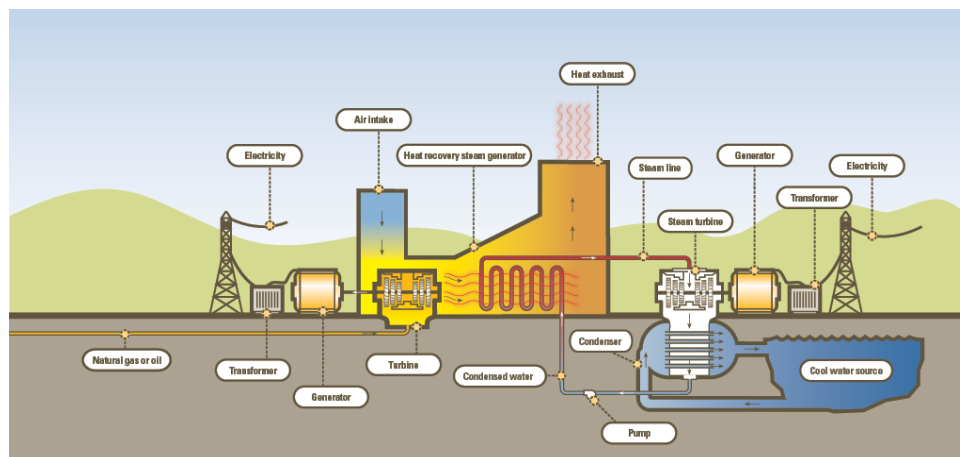 Heat exhaust
Air intake
Electricity
Heat recovery steam generator
Steam line
Generator
Electricity
Transformer
Steam turbine
Natural gas or oil
Transformer
Generator
Turbine
Condensed water
Condenser
Pump
Cool water source